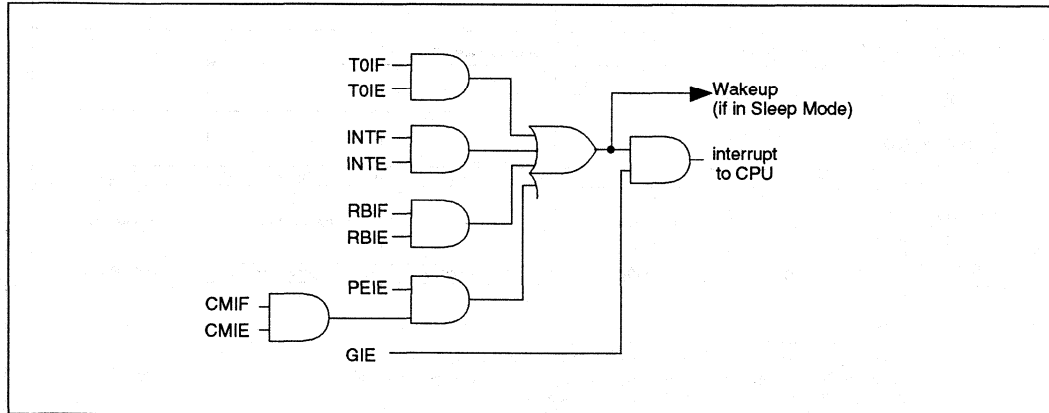 T0IF
T0IE
Wakeup
(if in Sleep Mode)
INTF
INTE
interrupt
to CPU
RBIF
RBIE
PEIE
CMIF
CMIE
GIE